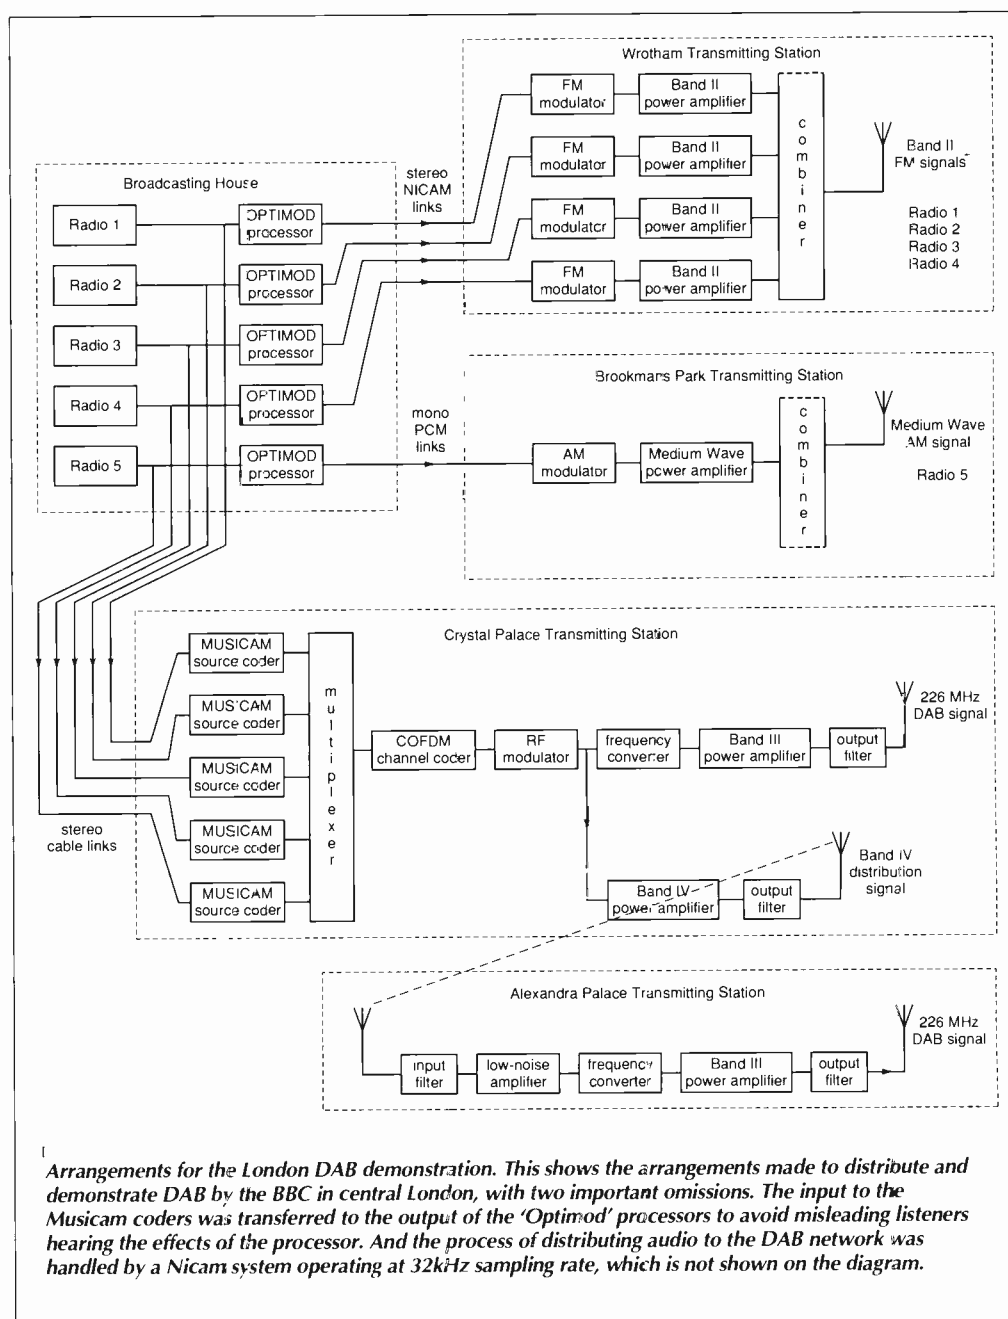 Wrotham Transmitting Station
FM
modulator
Band II
power amplifier
FM
modulator
Band II
power amplifier
FM
modulator
Band II
power amplifier
FM
modulator
Band II
power amplifier
combiner
Band II
FM signals
Radio 1
Radio 2
Radio 3
Radio 4
stereo
NICAM
links
Broadcasting House
Radio 1
OPTIMOD
processor
Radio 2
OPTIMOD
processor
Radio 3
OPTIMOD
processor
Radio 4
OPTIMOD
processor
Radio 5
OPTIMOD
processor
mono
PCM
links
Brookmans Park Transmitting Station
AM
modulator
Medium Wave
power amplifier
combiner
Medium Wave
AM signal
Radio 5
Crystal Palace Transmitting Station
MUSICAM
source coder
MUSICAM
source coder
MUSICAM
source coder
MUSICAM
source coder
MUSICAM
source coder
stereo
cable links
multiplexer
COFDM
channel coder
RF
modulator
frequency
converter
Band III
power amplifier
output
filter
226 MHz
DAB signal
Band IV
power amplifier
output
filter
Band IV
distribution
signal
Alexandra Palace Transmitting Station
input
filter
low-noise
amplifier
frequency
converter
Band III
power amplifier
output
filter
226 MHz
DAB signal
Arrangements for the London DAB demonstration. This shows the arrangements made to distribute and
demonstrate DAB by the BBC in central London, with two important omissions. The input to the
Musicam coders was transferred to the output of the 'Optimod' processors to avoid misleading listeners
hearing the effects of the processor. And the process of distributing audio to the DAB network was
handled by a Nicam system operating at 32kHz sampling rate, which is not shown on the diagram.